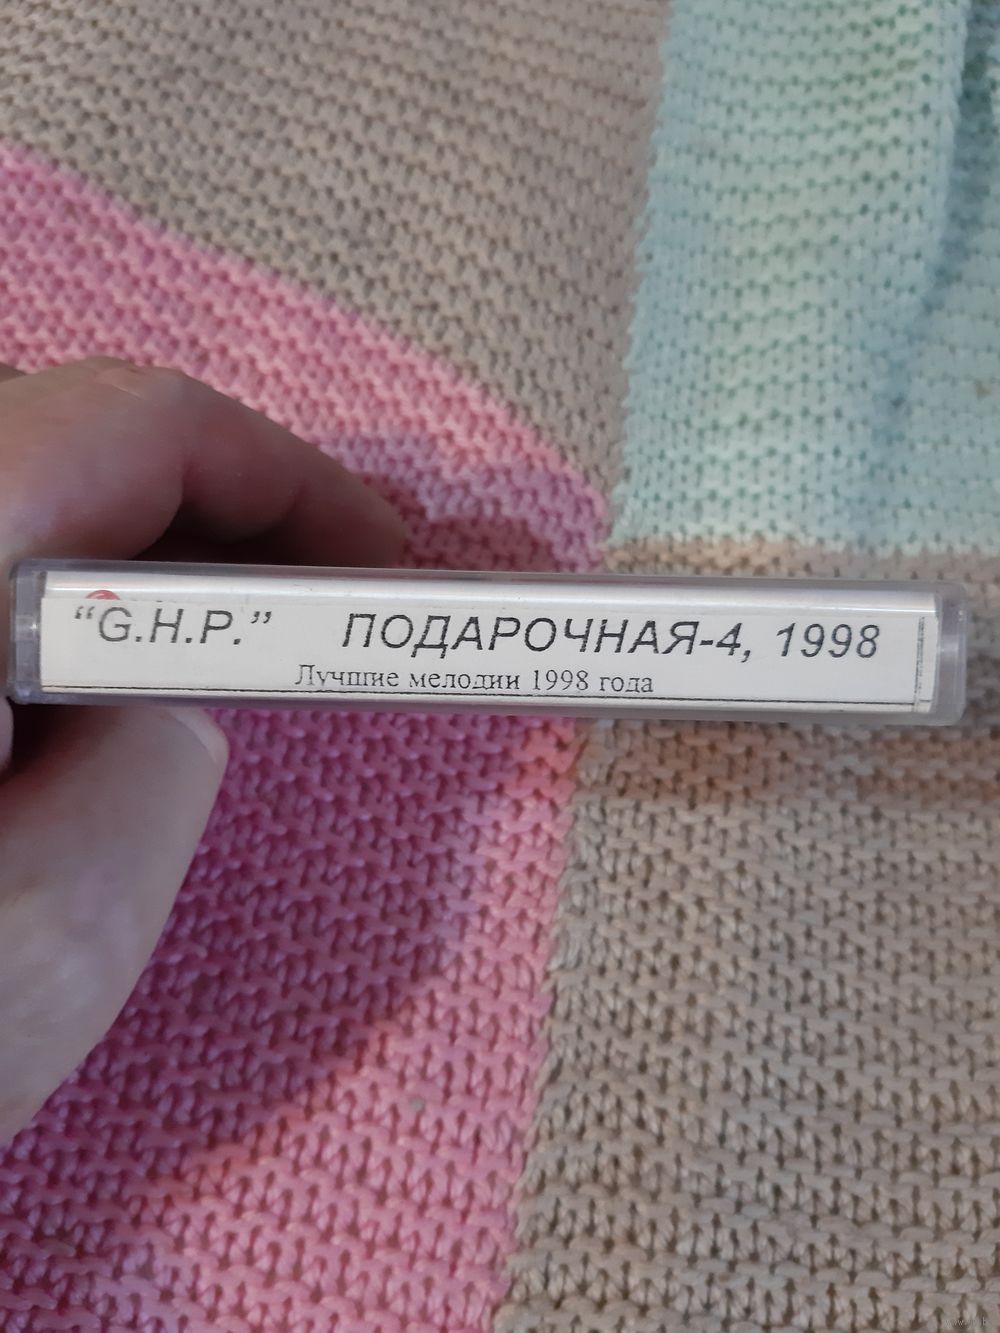 “G.H.P.” ПОДАРОЧНАЯ-4, 1998
Лучшие мелодии 1998 года